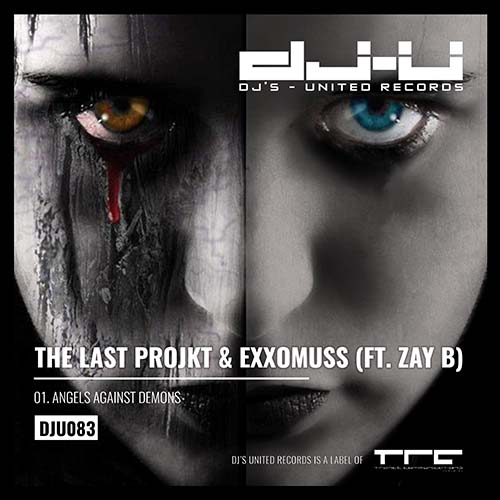 DJ-U
DJ'S - UNITED RECORDS
THE LAST PROJKT & EXXOMUSS (FT. ZAY B)
01. ANGELS AGAINST DEMONS
DJU083
DJ'S UNITED RECORDS IS A LABEL OF TRC